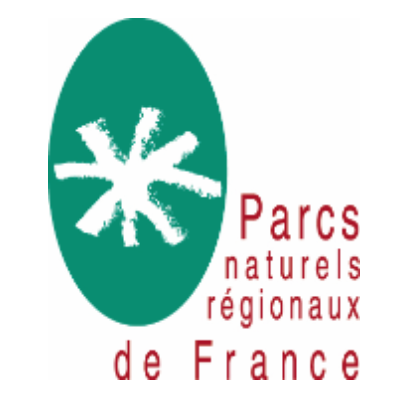 Parcs
naturels
régionaux
de France